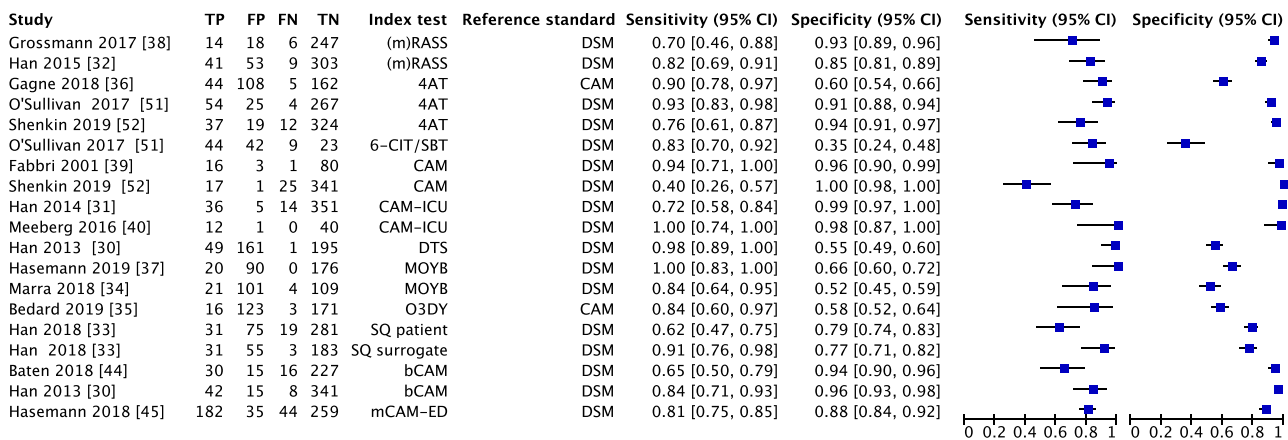 Study TP FP FN TN Index test Reference standard Sensitivity (95% CI) Specificity (95% CI) Sensitivity (95% CI) Specificity (95% CI)
Grossmann 2017 [38] 14 18 6 247 (m)RASS DSM 0.70 [0.46, 0.88] 0.93 [0.89, 0.96]
Han 2015 [32] 41 53 9 303 (m)RASS DSM 0.82 [0.69, 0.91] 0.85 [0.81, 0.89]
Gagne 2018 [36] 44 108 5 162 4AT CAM 0.90 [0.78, 0.97] 0.60 [0.54, 0.66]
O'Sullivan 2017 [51] 54 25 4 267 4AT DSM 0.93 [0.83, 0.98] 0.91 [0.88, 0.94]
Shenkin 2019 [52] 37 19 12 324 4AT DSM 0.76 [0.61, 0.87] 0.94 [0.91, 0.97]
O'Sullivan 2017 [51] 44 42 9 23 6-CIT/SBT DSM 0.83 [0.70, 0.92] 0.35 [0.24, 0.48]
Fabbri 2001 [39] 16 3 1 80 CAM DSM 0.94 [0.71, 1.00] 0.96 [0.90, 0.99]
Shenkin 2019 [52] 17 1 25 341 CAM DSM 0.40 [0.26, 0.57] 1.00 [0.98, 1.00]
Han 2014 [31] 36 5 14 351 CAM-ICU DSM 0.72 [0.58, 0.84] 0.99 [0.97, 1.00]
Meeberg 2016 [40] 12 1 0 40 CAM-ICU DSM 1.00 [0.74, 1.00] 0.98 [0.87, 1.00]
Han 2013 [30] 49 161 1 195 DTS DSM 0.98 [0.89, 1.00] 0.55 [0.49, 0.60]
Hasemann 2019 [37] 20 90 0 176 MOYB DSM 1.00 [0.83, 1.00] 0.66 [0.60, 0.72]
Marra 2018 [34] 21 101 4 109 MOYB DSM 0.84 [0.64, 0.95] 0.52 [0.45, 0.59]
Bedard 2019 [35] 16 123 3 171 O3DY CAM 0.84 [0.60, 0.97] 0.58 [0.52, 0.64]
Han 2018 [33] 31 75 19 281 SQ patient DSM 0.62 [0.47, 0.75] 0.79 [0.74, 0.83]
Han 2018 [33] 31 55 3 183 SQ surrogate DSM 0.91 [0.76, 0.98] 0.77 [0.71, 0.82]
Baten 2018 [44] 30 15 16 227 bCAM DSM 0.65 [0.50, 0.79] 0.94 [0.90, 0.96]
Han 2013 [30] 42 15 8 341 bCAM DSM 0.84 [0.71, 0.93] 0.96 [0.93, 0.98]
Hasemann 2018 [45] 182 35 44 259 mCAM-ED DSM 0.81 [0.75, 0.85] 0.88 [0.84, 0.92]
0 0.2 0.4 0.6 0.8 1 0 0.2 0.4 0.6 0.8 1